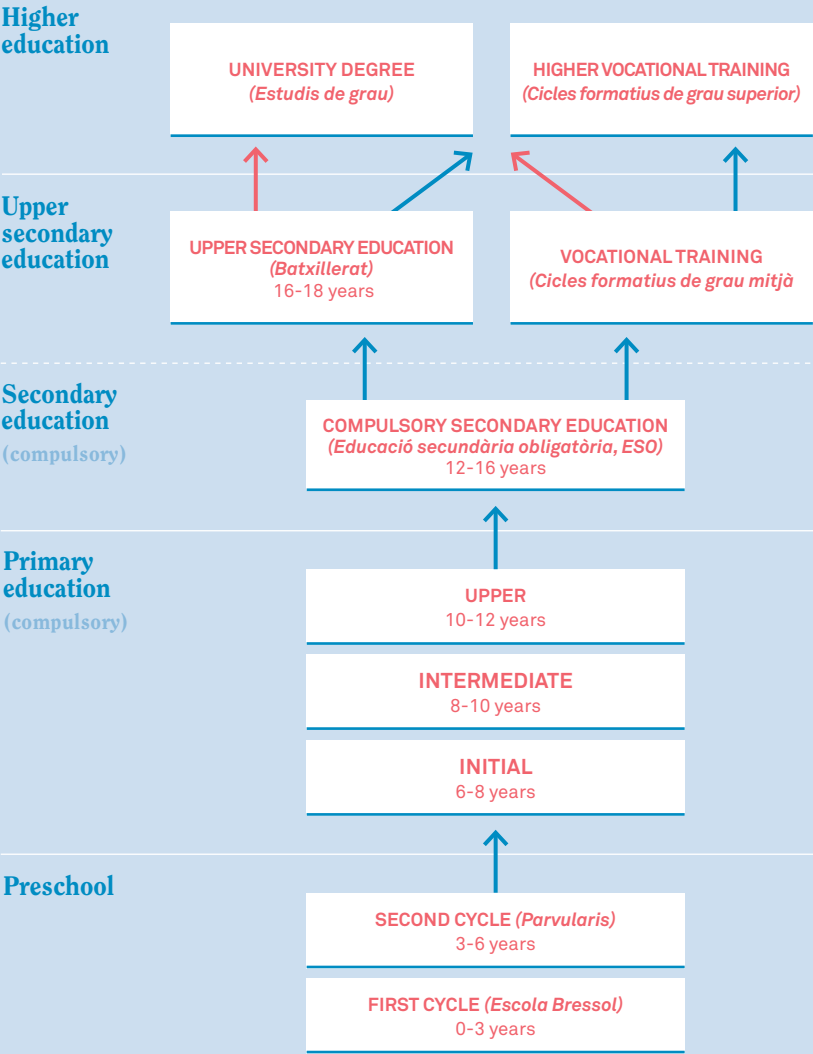 Higher
education
UNIVERSITY DEGREE
(Estudis de grau)
HIGHER VOCATIONAL TRAINING
(Cicles formatius de grau superior)
Upper
secondary
education
UPPER SECONDARY EDUCATION
(Batxillerat)
16-18 years
VOCATIONAL TRAINING
(Cicles formatius de grau mitjà
Secondary
education
(compulsory)
COMPULSORY SECONDARY EDUCATION
(Educació secundària obligatòria, ESO)
12-16 years
Primary
education
(compulsory)
UPPER
10-12 years
INTERMEDIATE
8-10 years
INITIAL
6-8 years
Preschool
SECOND CYCLE (Parvularis)
3-6 years
FIRST CYCLE (Escola Bressol)
0-3 years